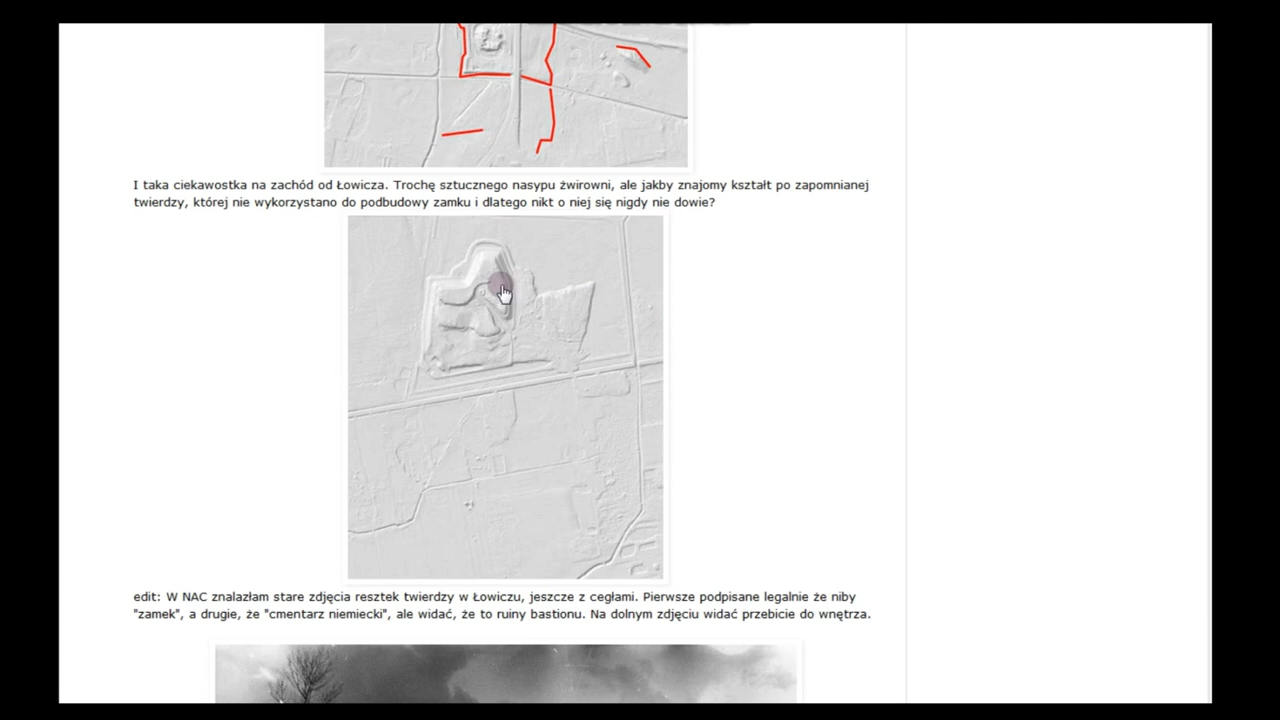 I taka ciekawostka na zachód od Łowicza. Trochę sztucznego nasypu żwirowni, ale jakby znajomy kształt po zapomnianej
twierdzy, której nie wykorzystano do podbudowy zamku i dlatego nikt o niej się nigdy nie dowie?
edit: W NAC znalazłam stare zdjęcia resztek twierdzy w Łowiczu, jeszcze z cegłami. Pierwsze podpisane legalnie że niby
"zamek", a drugie, że "cmentarz niemiecki", ale widać, że to ruiny bastionu. Na dolnym zdjęciu widać przebicie do wnętrza.